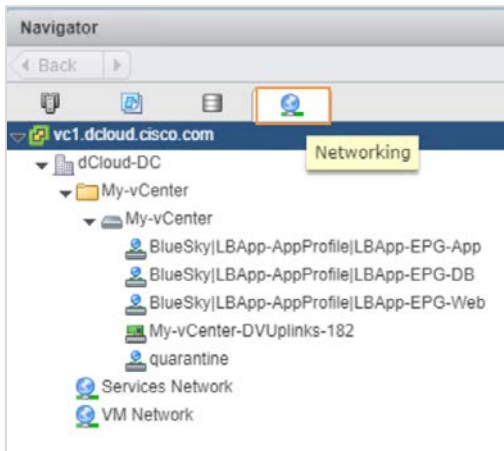 Navigator
Back
vc1.dcloud.cisco.com
Networking
dCloud-DC
My-vCenter
My-vCenter
BlueSky|LBApp-AppProfile|LBApp-EPG-App
BlueSky|LBApp-AppProfile|LBApp-EPG-DB
BlueSky|LBApp-AppProfile|LBApp-EPG-Web
My-vCenter-DVUplinks-182
quarantine
Services Network
VM Network